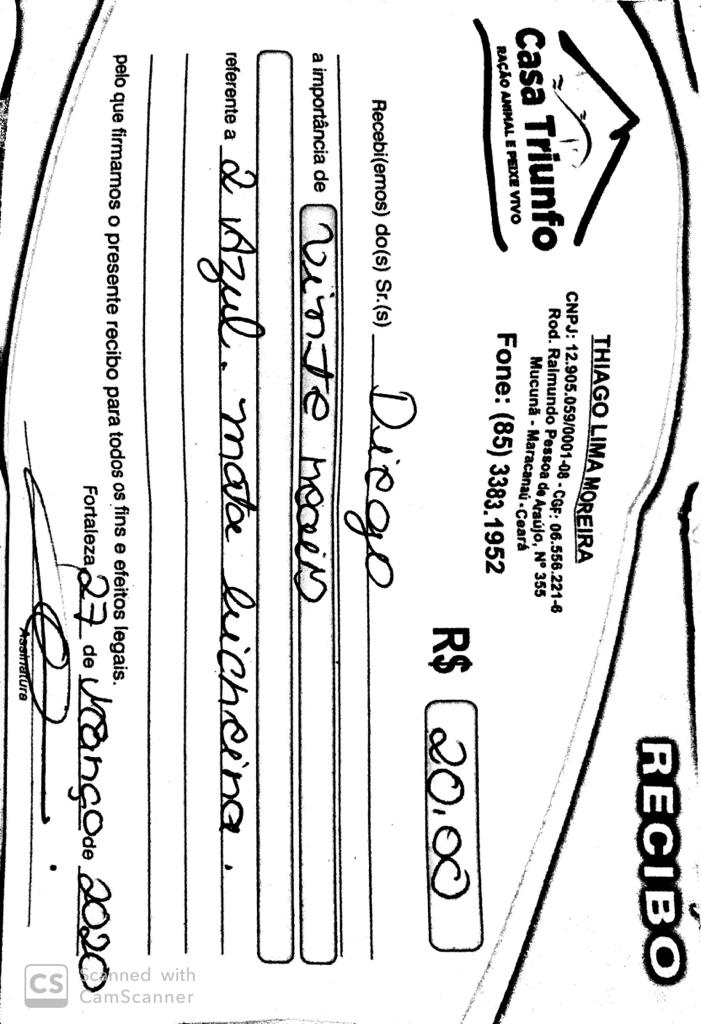 RECIBO
Casa Triunfo
RAÇÃO ANIMAL E PEIXE VIVO
THIAGO LIMA MOREIRA
CNPJ: 12.905.059/0001-08 - CGF: 06.556.221-6
Rod. Raimundo Pessoa de Araújo, N° 355
Mucunã - Maracanaú - Ceará
Fone: (85) 3383.1952
R$ 20.00
Recebi(emos) do(s) Sr.(s) Diogo
a importância de vinte reais
referente a 2 Azul. mata bicheira.
pelo que firmamos o presente recibo para todos os fins e efeitos legais.
Fortaleza 27 de Março de 2020
Assinatura
CS Scanned with
CamScanner